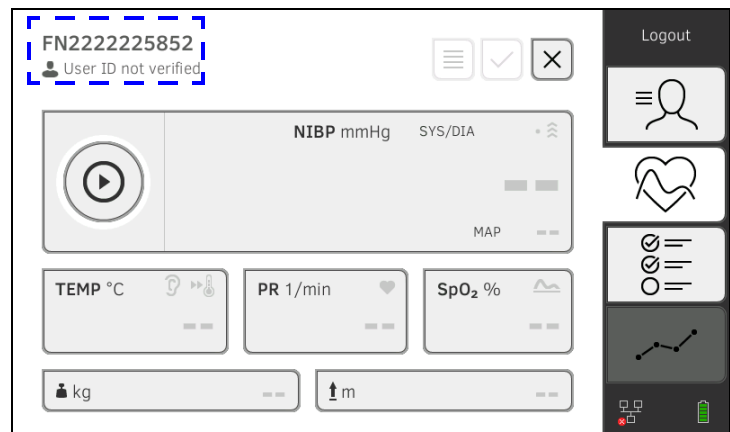 FN2222225852
User ID not verified
Logout
NIBP mmHg SYS/DIA
-- --
MAP --
TEMP °C
--
PR 1/min
--
SpO₂ %
--
kg --
m --